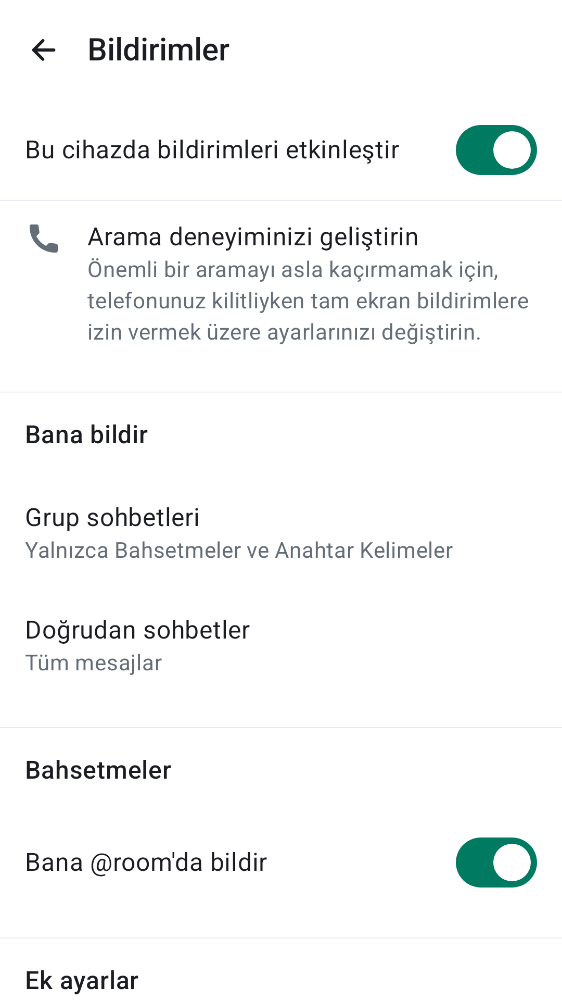 Bildirimler
Bu cihazda bildirimleri etkinleştir
Arama deneyiminizi geliştirin
Önemli bir aramayı asla kaçırmamak için,
telefonunuz kilitliyken tam ekran bildirimlere
izin vermek üzere ayarlarınızı değiştirin.
Bana bildir
Grup sohbetleri
Yalnızca Bahsetmeler ve Anahtar Kelimeler
Doğrudan sohbetler
Tüm mesajlar
Bahsetmeler
Bana @room'da bildir
Ek ayarlar